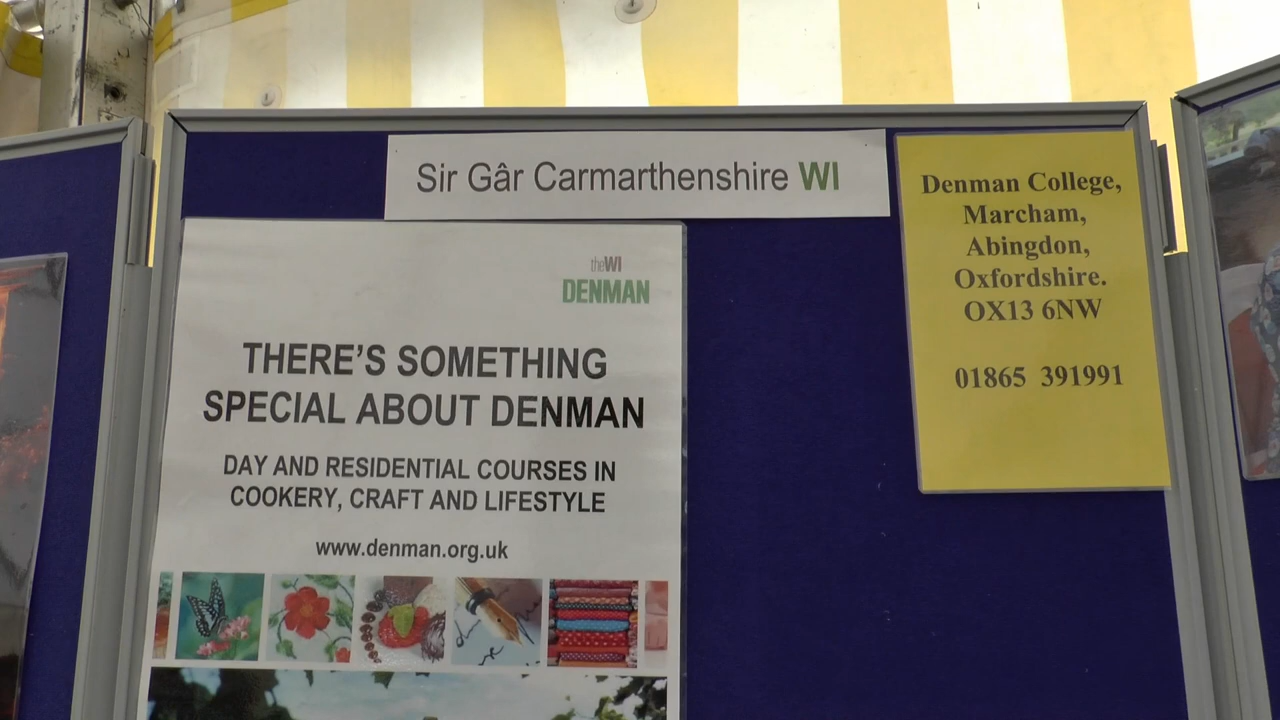 Sir Gâr Carmarthenshire WI
theWI
DENMAN
THERE'S SOMETHING
SPECIAL ABOUT DENMAN
DAY AND RESIDENTIAL COURSES IN
COOKERY, CRAFT AND LIFESTYLE
www.denman.org.uk
Denman College,
Marcham,
Abingdon,
Oxfordshire.
OX13 6NW
01865 391991